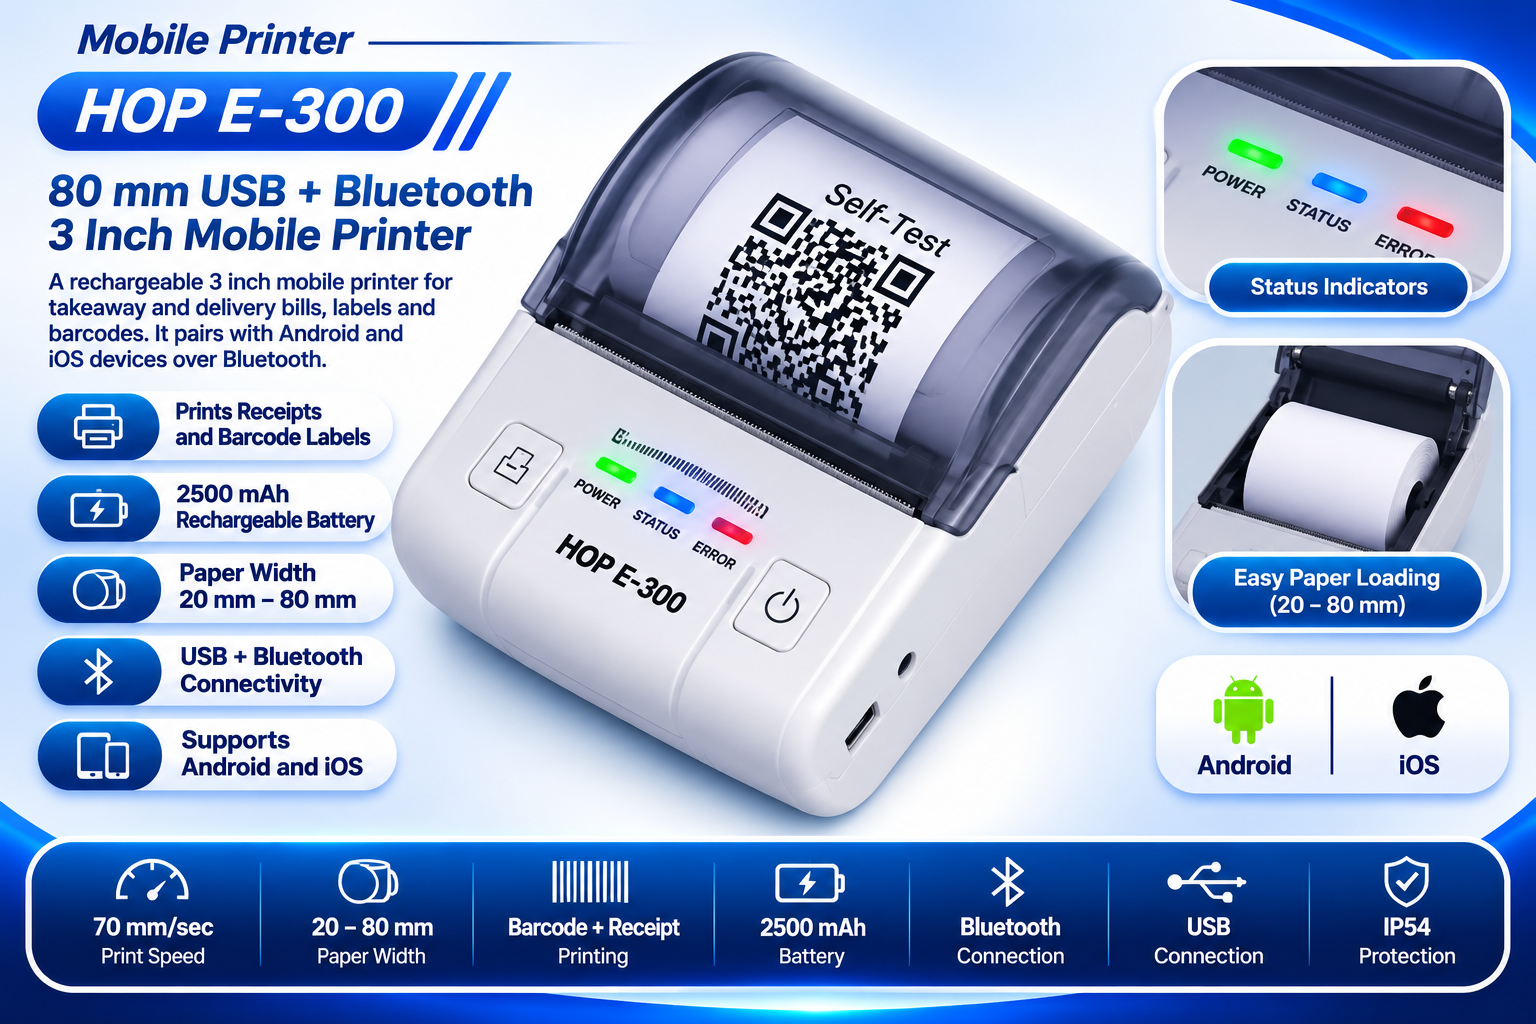 Mobile Printer
HOP E-300
80 mm USB + Bluetooth
3 Inch Mobile Printer
A rechargeable 3 inch mobile printer for
takeaway and delivery bills, labels and
barcodes. It pairs with Android and
iOS devices over Bluetooth.
Prints Receipts
and Barcode Labels
2500 mAh
Rechargeable Battery
Paper Width
20 mm – 80 mm
USB + Bluetooth
Connectivity
Supports
Android and iOS
Self-Test
POWER
STATUS
ERROR
HOP E-300
POWER
STATUS
ERROR
Status Indicators
Easy Paper Loading
(20 – 80 mm)
Android
iOS
70 mm/sec
Print Speed
20 – 80 mm
Paper Width
Barcode + Receipt
Printing
2500 mAh
Battery
Bluetooth
Connection
USB
Connection
IP54
Protection